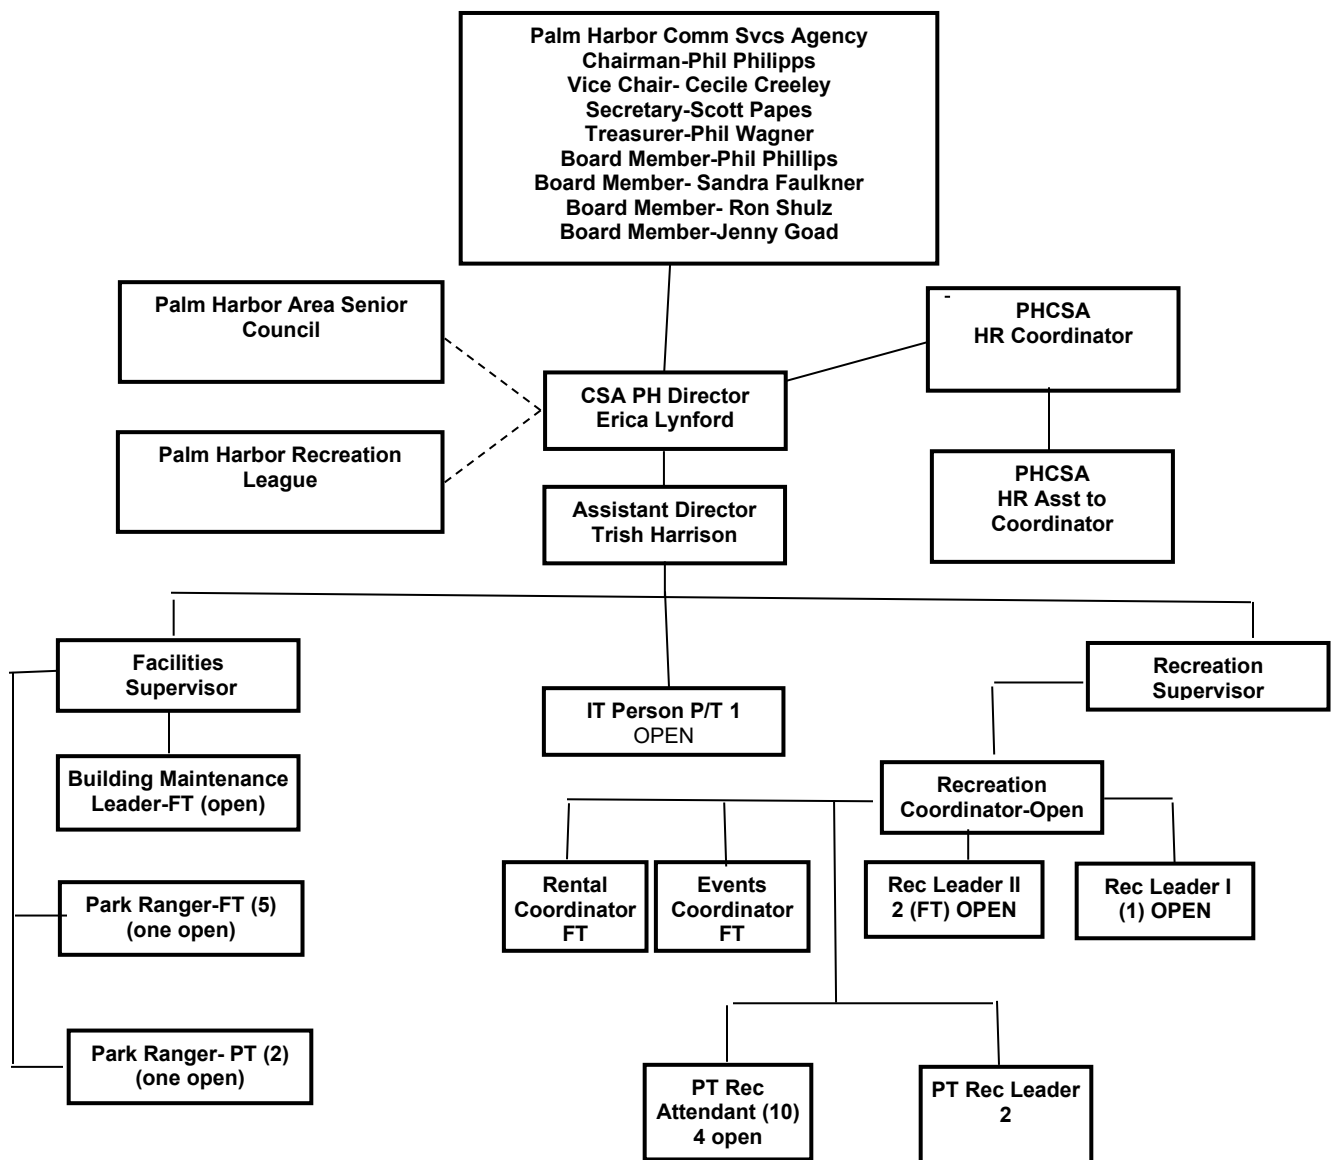 Palm Harbor Comm Svcs Agency
Chairman-Phil Philipps
Vice Chair- Cecile Creeley
Secretary-Scott Papes
Treasurer-Phil Wagner
Board Member-Phil Phillips
Board Member- Sandra Faulkner
Board Member- Ron Shulz
Board Member-Jenny Goad
Palm Harbor Area Senior
Council
-
PHCSA
HR Coordinator
CSA PH Director
Erica Lynford
Palm Harbor Recreation
League
PHCSA
HR Asst to
Coordinator
Assistant Director
Trish Harrison
Facilities
Supervisor
Recreation
Supervisor
IT Person P/T 1
OPEN
Building Maintenance
Leader-FT (open)
Recreation
Coordinator-Open
Rental
Coordinator
FT
Events
Coordinator
FT
Rec Leader II
2 (FT) OPEN
Rec Leader I
(1) OPEN
Park Ranger-FT (5)
(one open)
Park Ranger- PT (2)
(one open)
PT Rec
Attendant (10)
4 open
PT Rec Leader
2